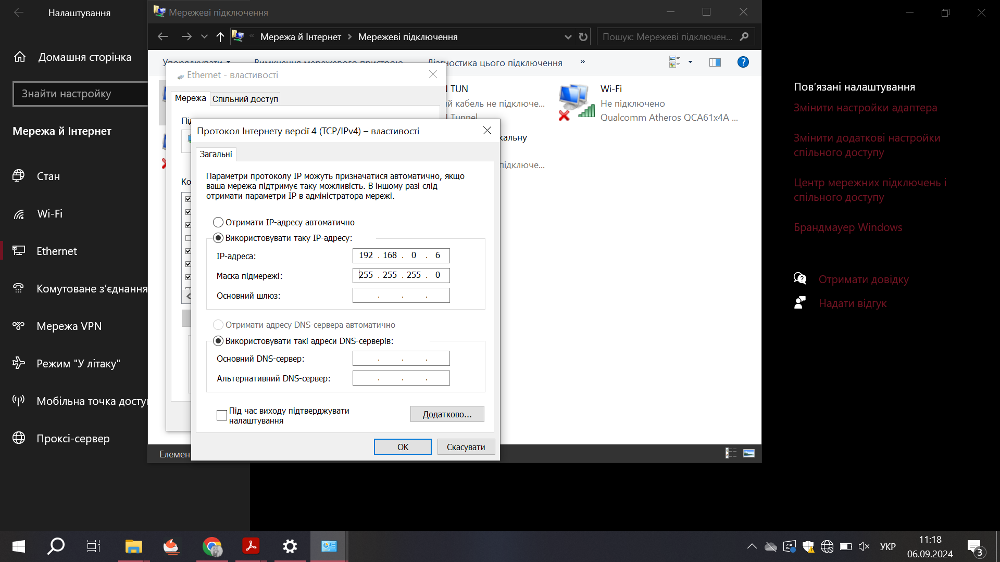 Налаштування
Домашня сторінка
Знайти настройку
Мережа й Інтернет
Стан
Wi-Fi
Ethernet
Комутоване з’єднання
Мережа VPN
Режим "У літаку"
Мобільна точка досту
Проксі-сервер
Мережеві підключення
« Мережа й Інтернет > Мережеві підключення
Пошук: Мережеві підключен...
Упорядкувати
Вимкнення мережевого пристрою
Діагностика цього підключення
»
TUN
й кабель не підключе...
Tunnel
Wi-Fi
Не підключено
Qualcomm Atheros QCA61x4A ...
кальну
підключе...
Елемен
Ethernet - властивості
Мережа
Спільний доступ
Під
Ко
Протокол Інтернету версії 4 (TCP/IPv4) – властивості
Загальні
Параметри протоколу IP можуть призначатися автоматично, якщо
ваша мережа підтримує таку можливість. В іншому разі слід
отримати параметри IP в адміністратора мережі.
Отримати IP-адресу автоматично
Використовувати таку IP-адресу:
IP-адреса: 192 . 168 . 0 . 6
Маска підмережі: 255 . 255 . 255 . 0
Основний шлюз: . . .
Отримати адресу DNS-сервера автоматично
Використовувати такі адреси DNS-серверів:
Основний DNS-сервер: . . .
Альтернативний DNS-сервер: . . .
Під час виходу підтверджувати
налаштування
Додатково...
OK
Скасувати
Пов’язані налаштування
Змінити настройки адаптера
Змінити додаткові настройки
спільного доступу
Центр мережних підключень і
спільного доступу
Брандмауер Windows
Отримати довідку
Надати відгук
УКР
11:18
06.09.2024
3